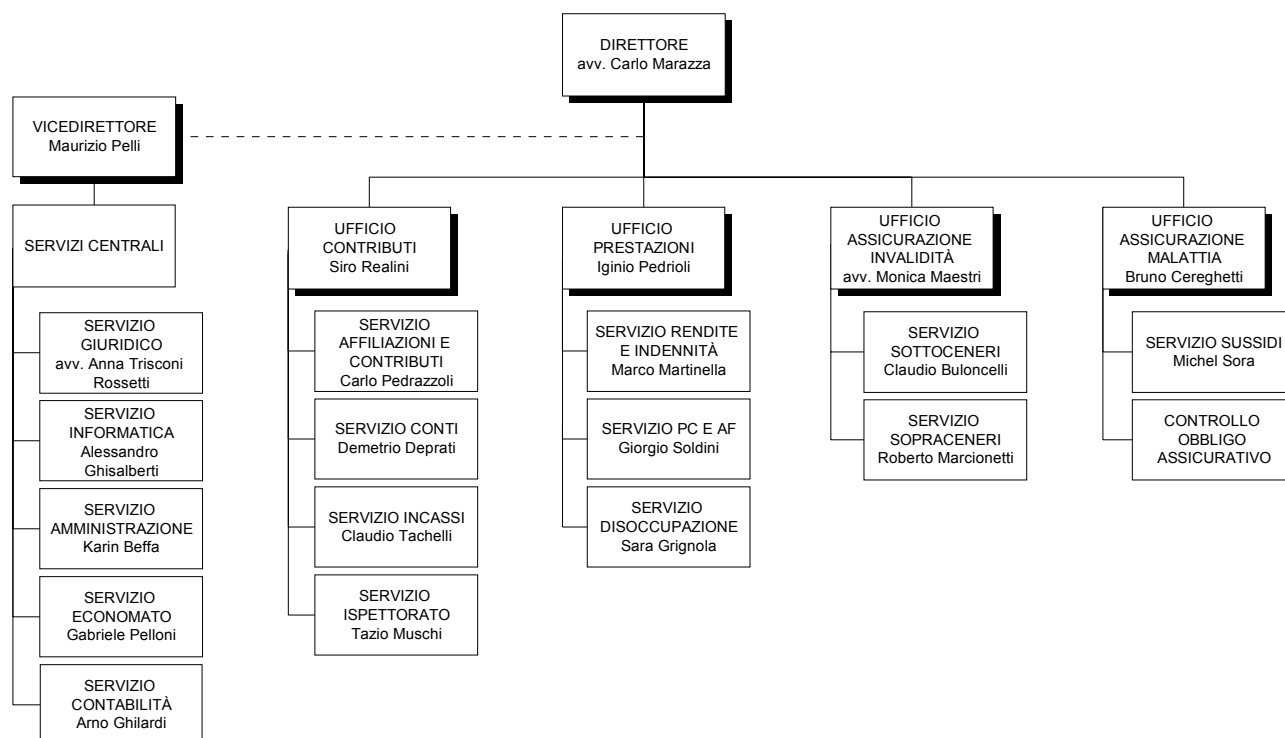 DIRETTORE
avv. Carlo Marazza
VICEDIRETTORE
Maurizio Pelli
SERVIZI CENTRALI
SERVIZIO
GIURIDICO
avv. Anna Trisconi
Rossetti
SERVIZIO
INFORMATICA
Alessandro
Ghisalberti
SERVIZIO
AMMINISTRAZIONE
Karin Beffa
SERVIZIO
ECONOMATO
Gabriele Pelloni
SERVIZIO
CONTABILITÀ
Arno Ghilardi
UFFICIO
CONTRIBUTI
Siro Realini
SERVIZIO
AFFILIAZIONI E
CONTRIBUTI
Carlo Pedrazzoli
SERVIZIO CONTI
Demetrio Deprati
SERVIZIO INCASSI
Claudio Tachelli
SERVIZIO
ISPETTORATO
Tazio Muschi
UFFICIO
PRESTAZIONI
Iginio Pedrioli
SERVIZIO RENDITE
E INDENNITÀ
Marco Martinella
SERVIZIO PC E AF
Giorgio Soldini
SERVIZIO
DISOCCUPAZIONE
Sara Grignola
UFFICIO
ASSICURAZIONE
INVALIDITÀ
avv. Monica Maestri
SERVIZIO
SOTTOCENERI
Claudio Buloncelli
SERVIZIO
SOPRACENERI
Roberto Marcionetti
UFFICIO
ASSICURAZIONE
MALATTIA
Bruno Cereghetti
SERVIZIO SUSSIDI
Michel Sora
CONTROLLO
OBBLIGO
ASSICURATIVO